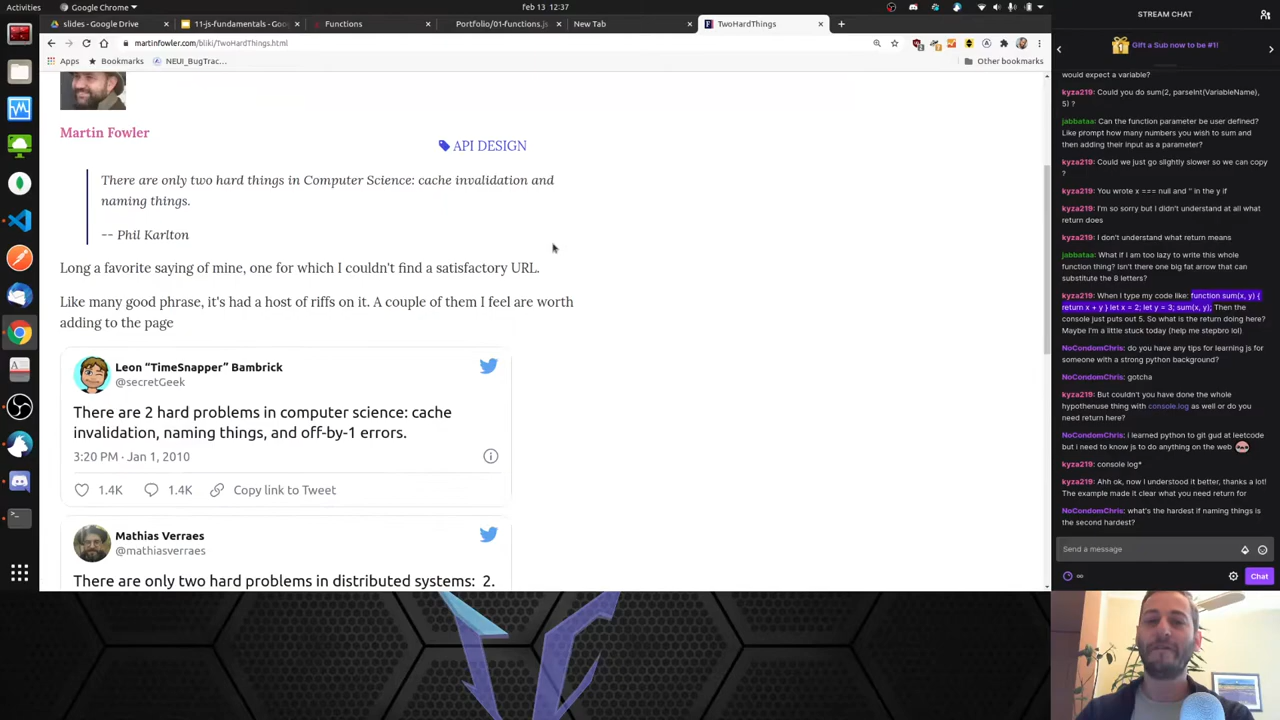 Activities
Google Chrome
feb 12 12:37
slides - Google Drive
11-js-fundamentals - Goo
Functions
Portfolio/01-functions.js
New Tab
TwoHardThings
martinfowler.com/bliki/TwoHardThings.html
Apps
Bookmarks
NEUI_BugTrac...
Other bookmarks
Martin Fowler
API DESIGN
There are only two hard things in Computer Science: cache invalidation and
naming things.
-- Phil Karlton
Long a favorite saying of mine, one for which I couldn't find a satisfactory URL.
Like many good phrase, it's had a host of riffs on it. A couple of them I feel are worth
adding to the page
Leon “TimeSnapper” Bambrick
@secretGeek
There are 2 hard problems in computer science: cache
invalidation, naming things, and off-by-1 errors.
3:20 PM · Jan 1, 2010
1.4K
1.4K
Copy link to Tweet
Mathias Verraes
@mathiasverraes
There are only two hard problems in distributed systems: 2.
STREAM CHAT
Gift a Sub now to be #1!
would expect a variable?
kyza219: Could you do sum(2, parseInt(VariableName),
5) ?
jabbataa: Can the function parameter be user defined?
Like prompt how many numbers you wish to sum and
then adding their input as a parameter?
kyza219: Could we just go slightly slower so we can copy
?
kyza219: You wrote x === null and '' in the y if
kyza219: I'm so sorry but I didn't understand at all what
return does
kyza219: I don't understand what return means
jabbataa: What if I am too lazy to write this whole
function thing? Isn't there one big fat arrow that can
substitute the 8 letters?
kyza219: When I type my code like: function sum(x, y) {
return x + y } let x = 2; let y = 3; sum(x, y); Then the
console just puts out 5. So what is the return doing here?
Maybe I'm a little stuck today (help me stepbro lol)
NoCondomChris: do you have any tips for learning js for
someone with a strong python background?
NoCondomChris: gotcha
kyza219: But couldn't you have done the whole
hypothenuse thing with console.log as well or do you
need return here?
NoCondomChris: i learned python to git gud at leetcode
but i need to know js to do anything on the web
kyza219: console log*
kyza219: Ahh ok, now I understood it better, thanks a lot!
The example made it clear what you need return for
NoCondomChris: what's the hardest if naming things is
the second hardest?
Send a message
Chat